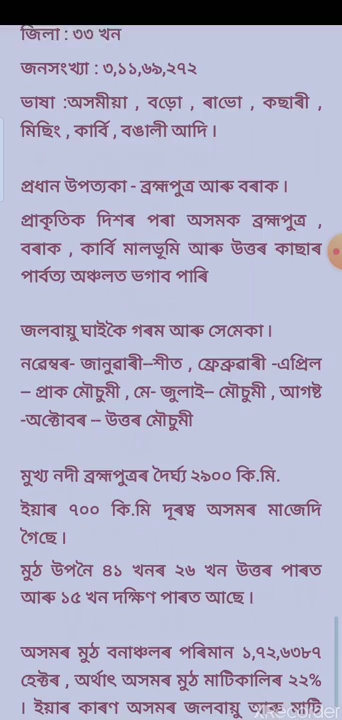 জিলা : ৩৩ খন
জনসংখ্যা : ৩,১১,৬৯,২৭২
ভাষা :অসমীয়া , বড়ো , ৰাভো , কছাৰী ,
মিছিং , কাৰ্বি , বঙালী আদি ।
প্ৰধান উপত্যকা - ব্ৰহ্মপুত্ৰ আৰু বৰাক ।
প্ৰাকৃতিক দিশৰ পৰা অসমক ব্ৰহ্মপুত্ৰ ,
বৰাক , কাৰ্বি মালভূমি আৰু উত্তৰ কাছাৰ
পাৰ্বত্য অঞ্চলত ভগাব পাৰি
জলবায়ু ঘাইকৈ গৰম আৰু সেমেকা ।
নৱেম্বৰ- জানুৱাৰী–শীত , ফ্ৰেব্ৰুৱাৰী -এপ্ৰিল
– প্ৰাক মৌচুমী , মে- জুলাই– মৌচুমী , আগষ্ট
-অক্টোবৰ – উত্তৰ মৌচুমী
মুখ্য নদী ব্ৰহ্মপুত্ৰৰ দৈৰ্ঘ্য ২৯০০ কি.মি.
ইয়াৰ ৭০০ কি.মি দূৰত্ব অসমৰ মাজেদি
গৈছে ।
মুঠ উপনৈ ৪১ খনৰ ২৬ খন উত্তৰ পাৰত
আৰু ১৫ খন দক্ষিণ পাৰত আছে ।
অসমৰ মুঠ বনাঞ্চলৰ পৰিমান ১,৭২,৬৩৮৭
হেক্টৰ , অৰ্থাৎ অসমৰ মুঠ মাটিকালিৰ ২২%
। ইয়াৰ কাৰণ অসমৰ জলবায়ু আৰু মাটি
XRecorder